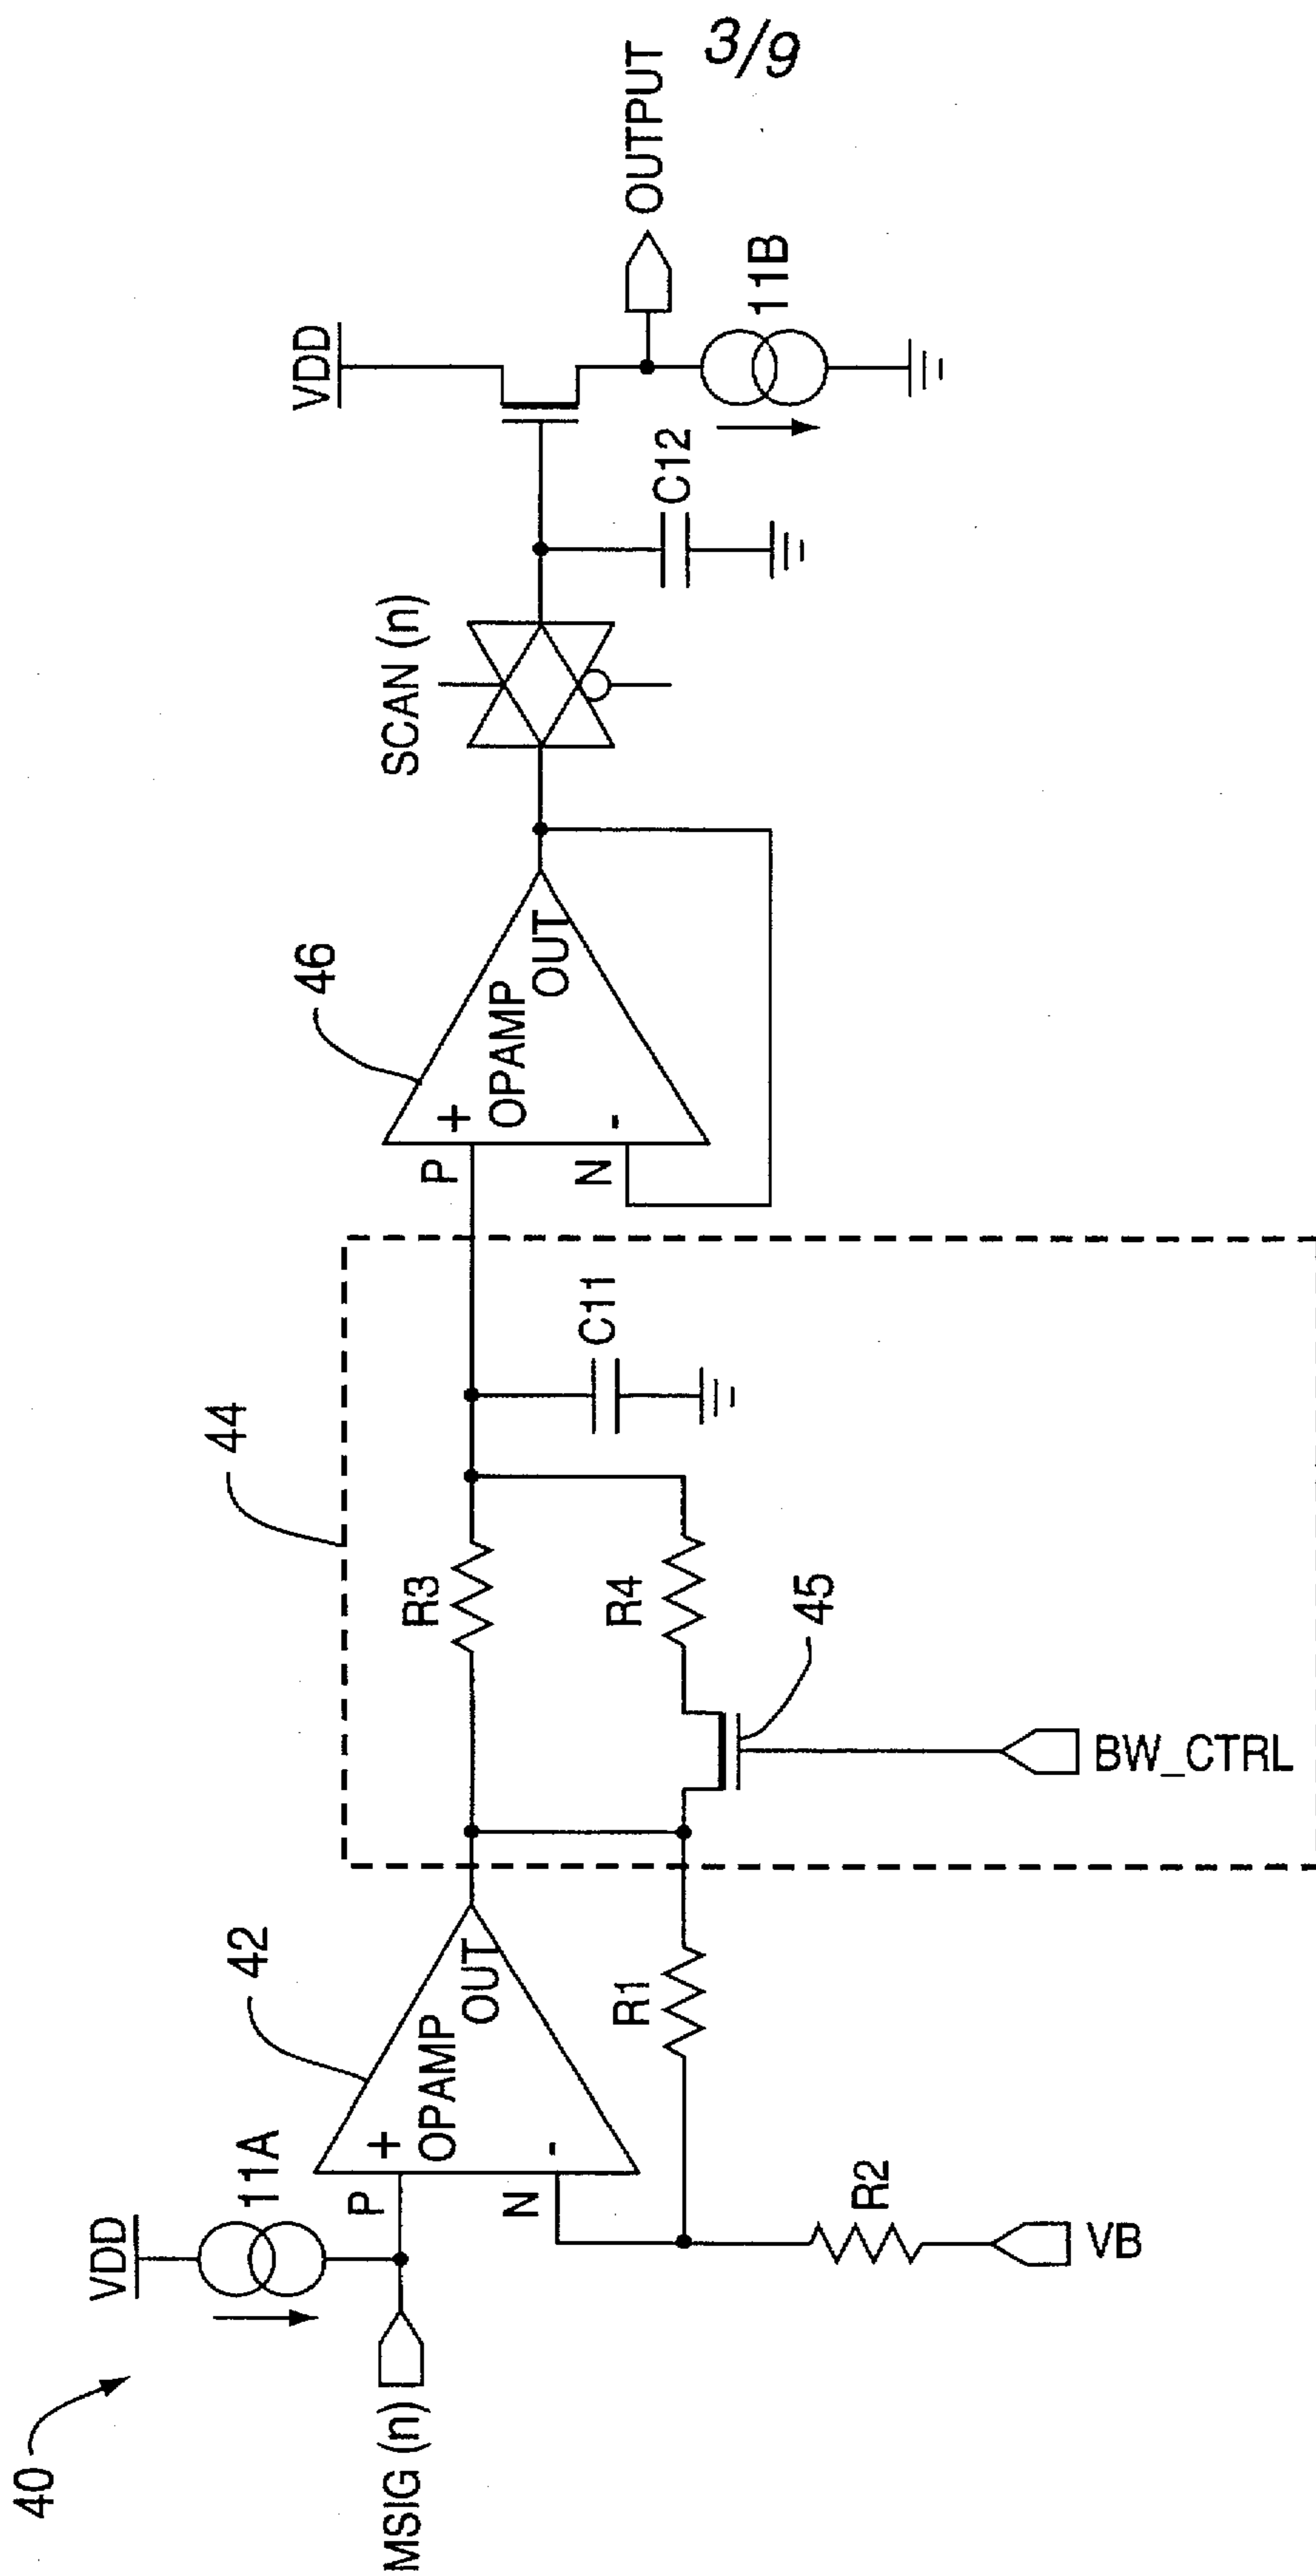 3/9
40
MSIG (n)
VDD
11A
P
N
+
-
OPAMP
OUT
42
R1
R2
VB
44
R3
R4
45
BW_CTRL
C11
P
N
+
-
OPAMP
OUT
46
SCAN (n)
C12
VDD
11B
OUTPUT